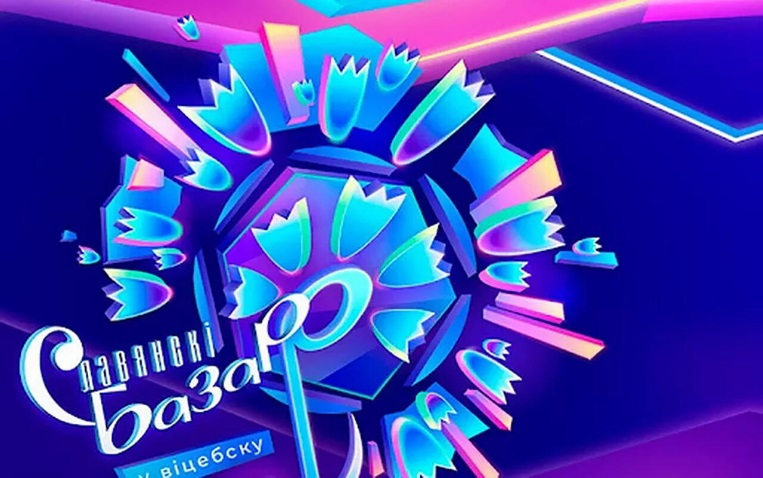 Славянскі
базар
у віцебску